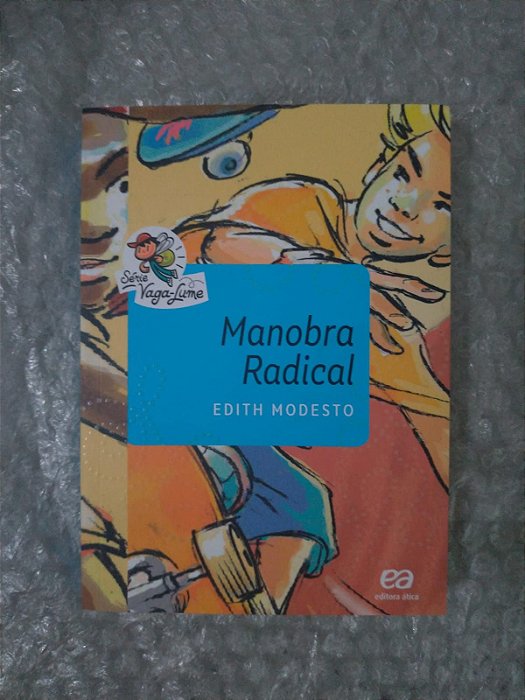 Série
Vaga-Lume
Manobra
Radical
EDITH MODESTO
ea
editora ática